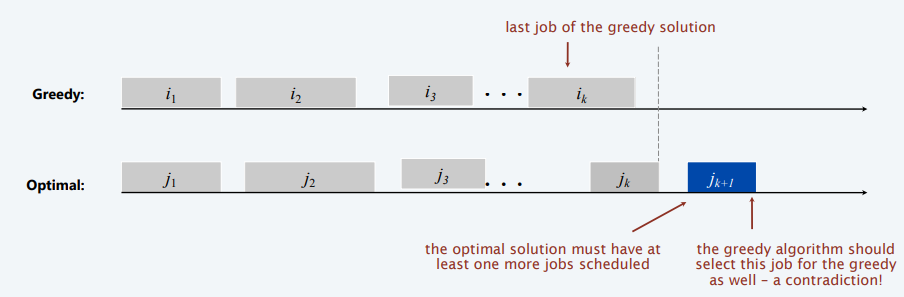 last job of the greedy solution
Greedy: i1 i2 i3 . . . ik
Optimal: j1 j2 j3 . . . jk jk+1
the optimal solution must have at
least one more jobs scheduled
the greedy algorithm should
select this job for the greedy
as well – a contradiction!